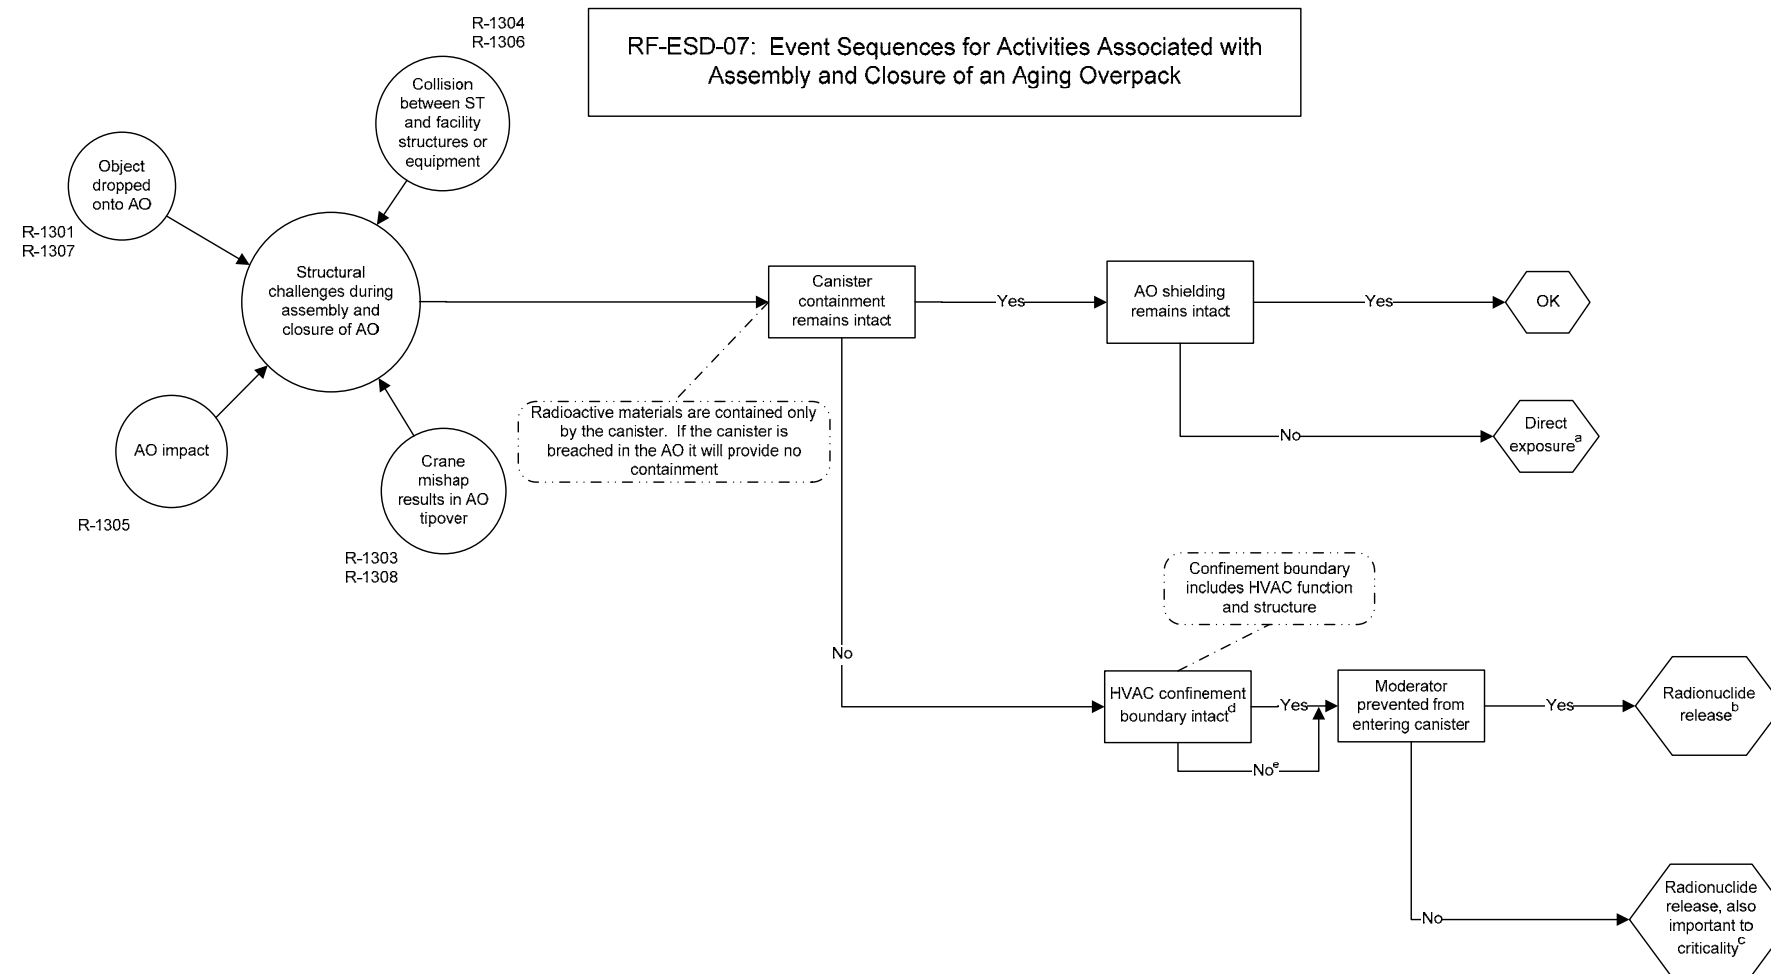 RF-ESD-07: Event Sequences for Activities Associated with
Assembly and Closure of an Aging Overpack
R-1304
R-1306
Collision
between ST
and facility
structures or
equipment
Object
dropped
onto AO
R-1301
R-1307
Structural
challenges during
assembly and
closure of AO
AO impact
R-1305
Crane
mishap
results in AO
tipover
R-1303
R-1308
Canister
containment
remains intact
Yes
AO shielding
remains intact
Yes
OK
No
Direct
exposureᵃ
Radioactive materials are contained only
by the canister. If the canister is
breached in the AO it will provide no
containment
No
Confinement boundary
includes HVAC function
and structure
HVAC confinement
boundary intactᵈ
Yes
Noᵉ
Moderator
prevented from
entering canister
Yes
Radionuclide
releaseᵇ
No
Radionuclide
release, also
important to
criticalityᶜ